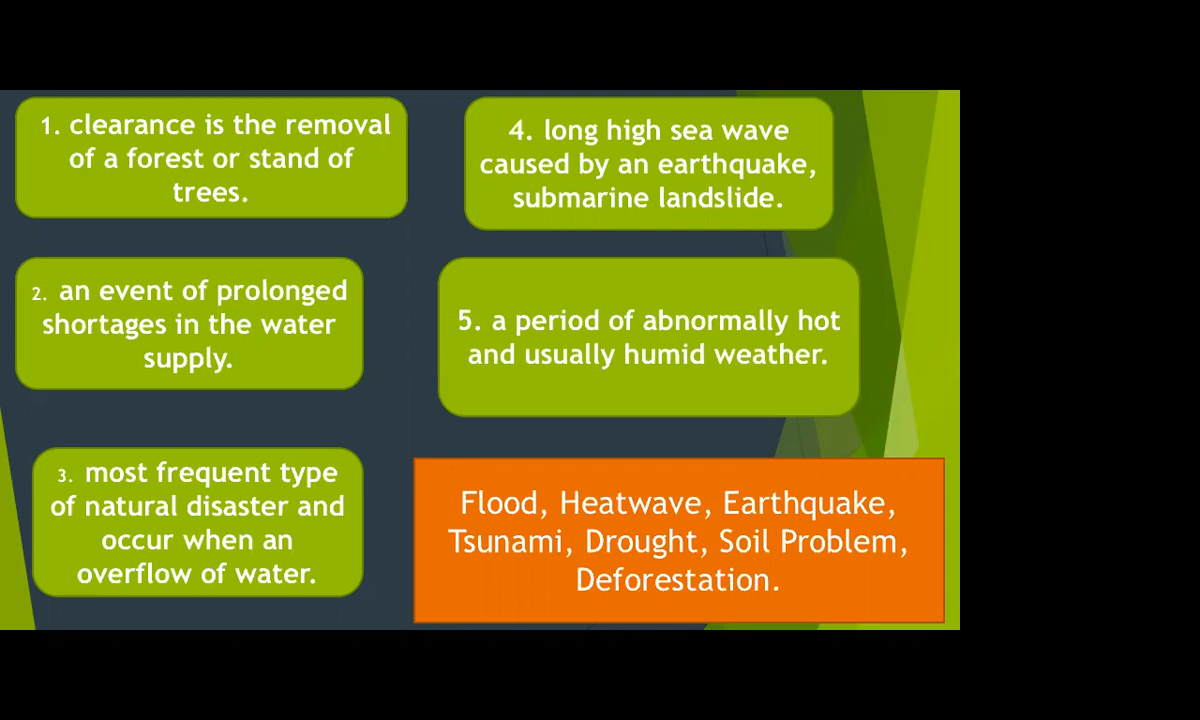 1. clearance is the removal
of a forest or stand of
trees.
2. an event of prolonged
shortages in the water
supply.
3. most frequent type
of natural disaster and
occur when an
overflow of water.
4. long high sea wave
caused by an earthquake,
submarine landslide.
5. a period of abnormally hot
and usually humid weather.
Flood, Heatwave, Earthquake,
Tsunami, Drought, Soil Problem,
Deforestation.